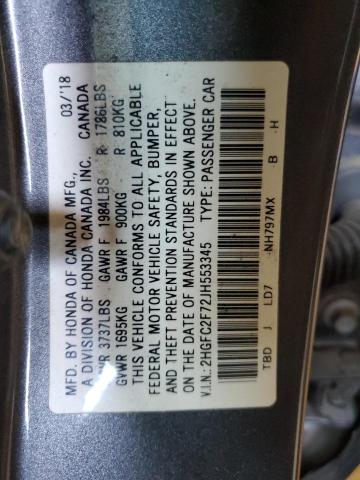 MFD. BY HONDA OF CANADA MFG., 03/18
A DIVISION OF HONDA CANADA INC. CANADA
GVWR 3737LBS GAWR F 1984LBS R 1786LBS
GVWR 1695KG GAWR F 900KG R 810KG
THIS VEHICLE CONFORMS TO ALL APPLICABLE
FEDERAL MOTOR VEHICLE SAFETY, BUMPER,
AND THEFT PREVENTION STANDARDS IN EFFECT
ON THE DATE OF MANUFACTURE SHOWN ABOVE.
V.I.N.: 2HGFC2F72JH553345 TYPE: PASSENGER CAR
TBD J LD7 NH797MX B H